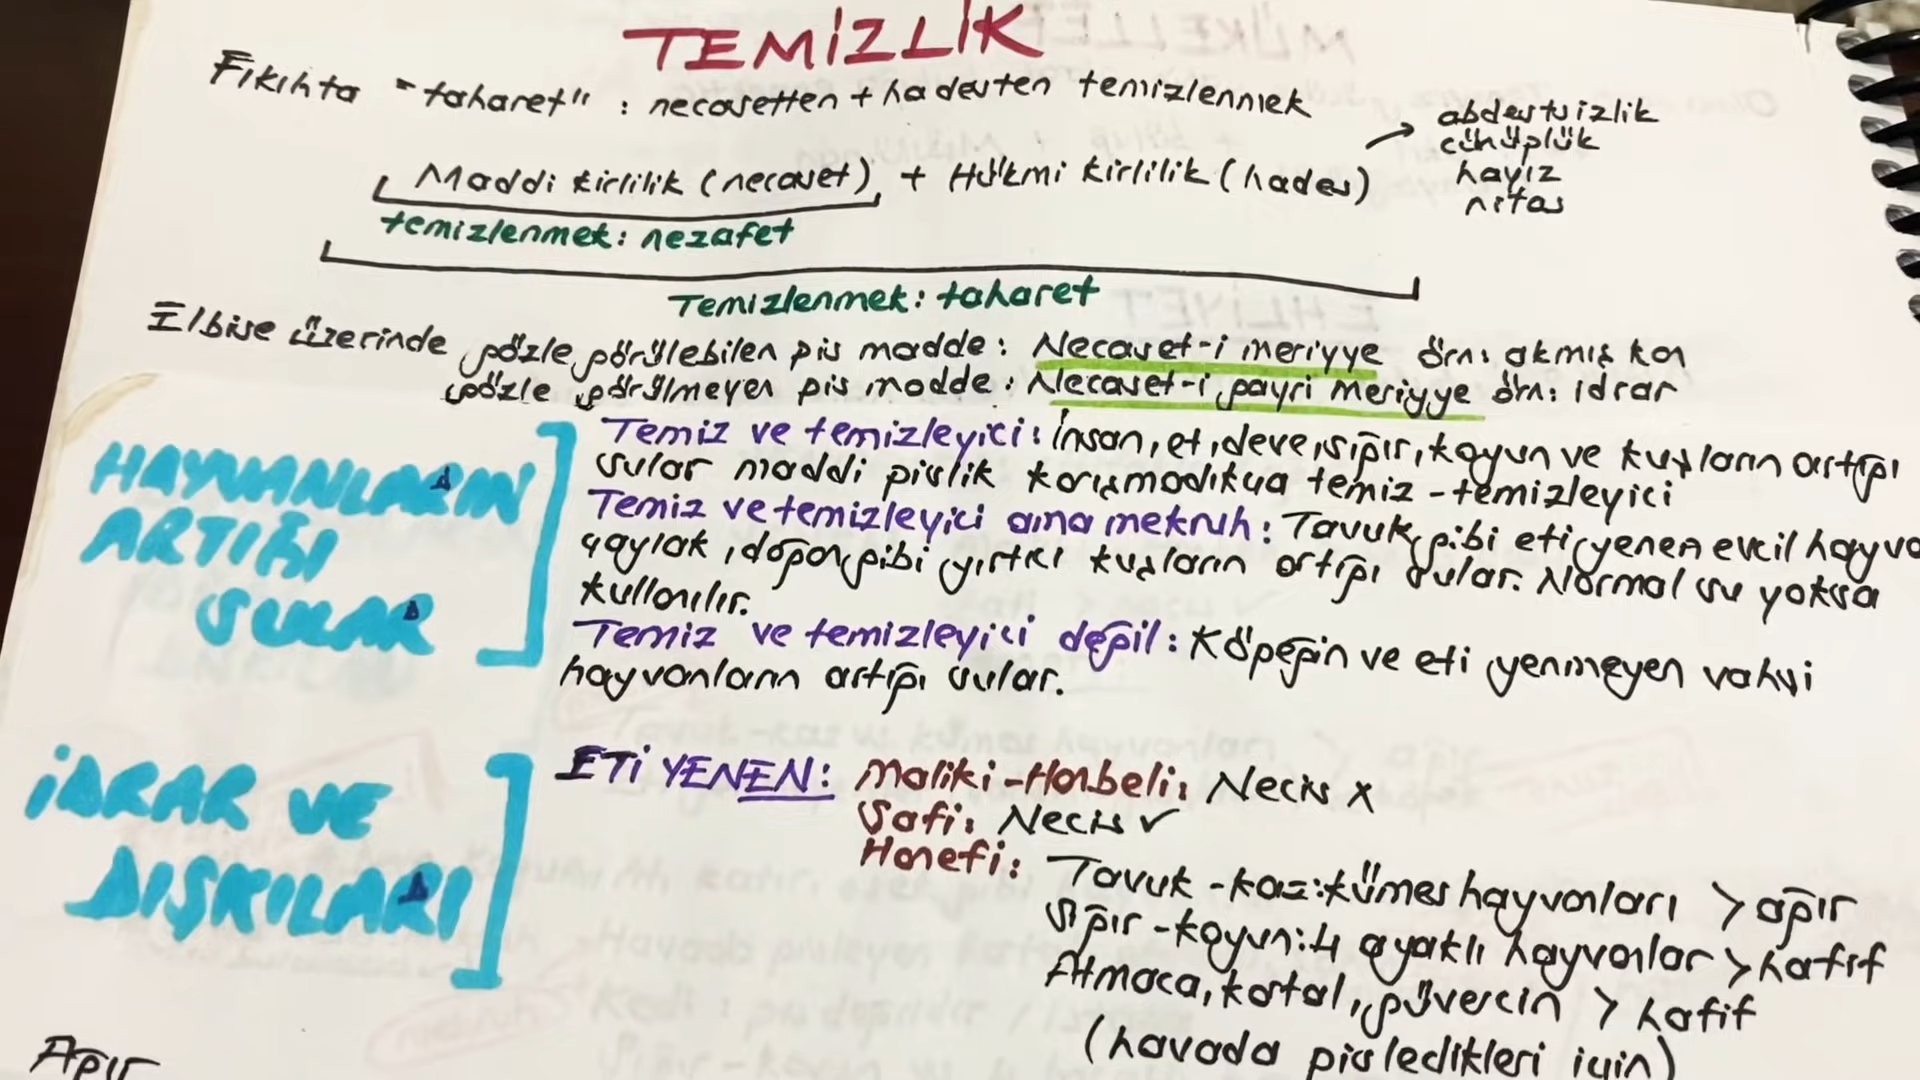 TEMİZLİK
Fıkıhta "taharet" : necasetten + hadesten temizlenmek
abdestsizlik
cünüplük
hayız
nifas
Maddi kirlilik (necaset) + Hükmi kirlilik (hades)
temizlenmek: nezafet
Temizlenmek: taharet
Elbise üzerinde gözle görülebilen pis madde: Necaset-i meriyye örn: akmış kan
gözle görülmeyen pis madde: Necaset-i gayri meriyye örn: idrar
HAYVANLARIN
ARTIĞI
SULAR
Temiz ve temizleyici: İnsan, et, deve, sığır, koyun ve kuşların artığı
sular maddi pislik karışmadıkça temiz - temizleyici
Temiz ve temizleyici ama mekruh: Tavuk gibi eti yenen evcil hayva
çaylak, doğan gibi yırtıcı kuşların artığı sular. Normal su yoksa
kullanılır.
Temiz ve temizleyici değil: Köpeğin ve eti yenmeyen vahşi
hayvanların artığı sular.
İDRAR VE
DIŞKILARI
ETİ YENEN: Maliki-Hanbeli: Necis x
Şafi: Necis ✓
Hanefi: Tavuk - kaz: kümes hayvanları > ağır
Sığır - koyun: 4 ayaklı hayvanlar > hafif
Atmaca, kartal, güvercin > hafif
(havada pisledikleri için)
Ağır